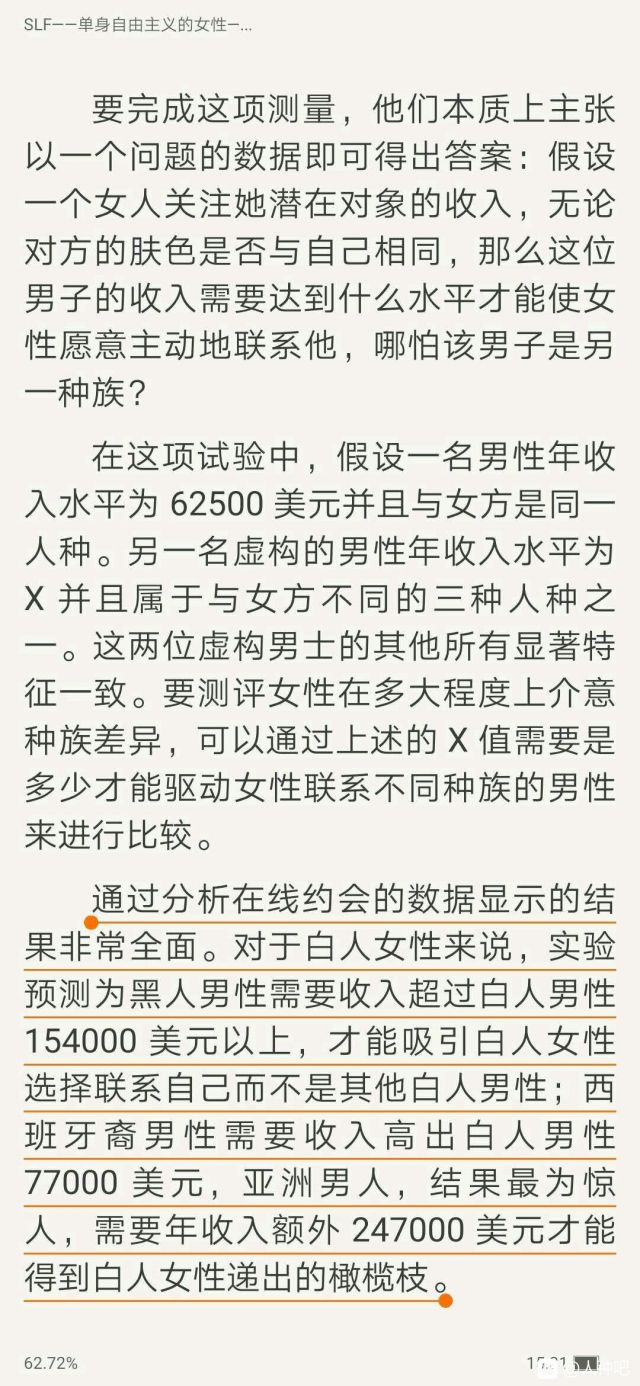 SLF——单身自由主义的女性—...
要完成这项测量，他们本质上主张
以一个问题的数据即可得出答案：假设
一个女人关注她潜在对象的收入，无论
对方的肤色是否与自己相同，那么这位
男子的收入需要达到什么水平才能使女
性愿意主动地联系他，哪怕该男子是另
一种族？
在这项试验中，假设一名男性年收
入水平为 62500 美元并且与女方是同一
人种。另一名虚构的男性年收入水平为
X 并且属于与女方不同的三种人种之
一。这两位虚构男士的其他所有显著特
征一致。要测评女性在多大程度上介意
种族差异，可以通过上述的 X 值需要是
多少才能驱动女性联系不同种族的男性
来进行比较。
通过分析在线约会的数据显示的结
果非常全面。对于白人女性来说，实验
预测为黑人男性需要收入超过白人男性
154000 美元以上，才能吸引白人女性
选择联系自己而不是其他白人男性；西
班牙裔男性需要收入高出白人男性
77000 美元，亚洲男人，结果最为惊
人，需要年收入额外 247000 美元才能
得到白人女性递出的橄榄枝。
62.72%
@人种吧